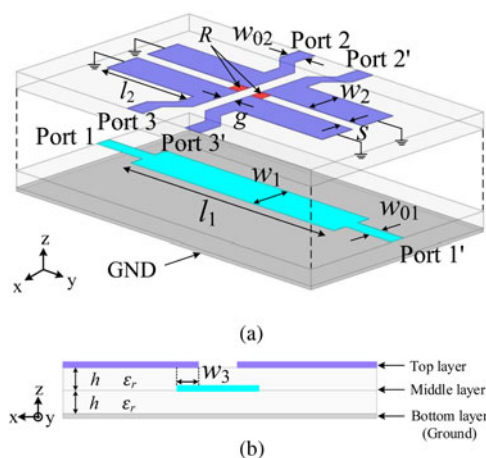 w02
Port 2
Port 2'
R
l2
w2
g
s
Port 3
Port 3'
Port 1
w1
l1
w01
Port 1'
GND
z
x
y
(a)
w3
h εr
h εr
z
x
y
Top layer
Middle layer
Bottom layer
(Ground)
(b)